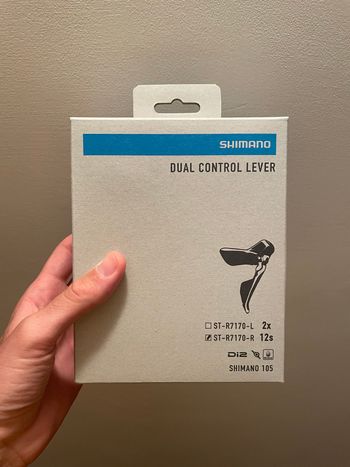 SHIMANO
DUAL CONTROL LEVER
ST-R7170-L 2x
ST-R7170-R 12s
Di2
SHIMANO 105